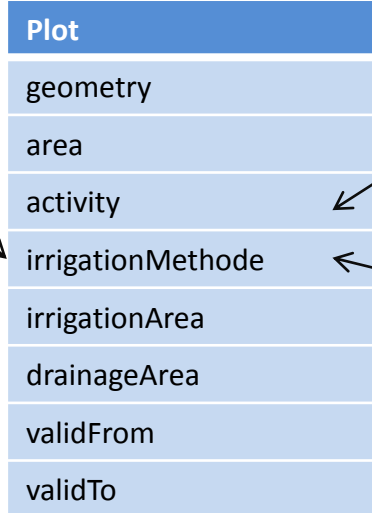 Plot
geometry
area
activity
irrigationMethode
irrigationArea
drainageArea
validFrom
validTo